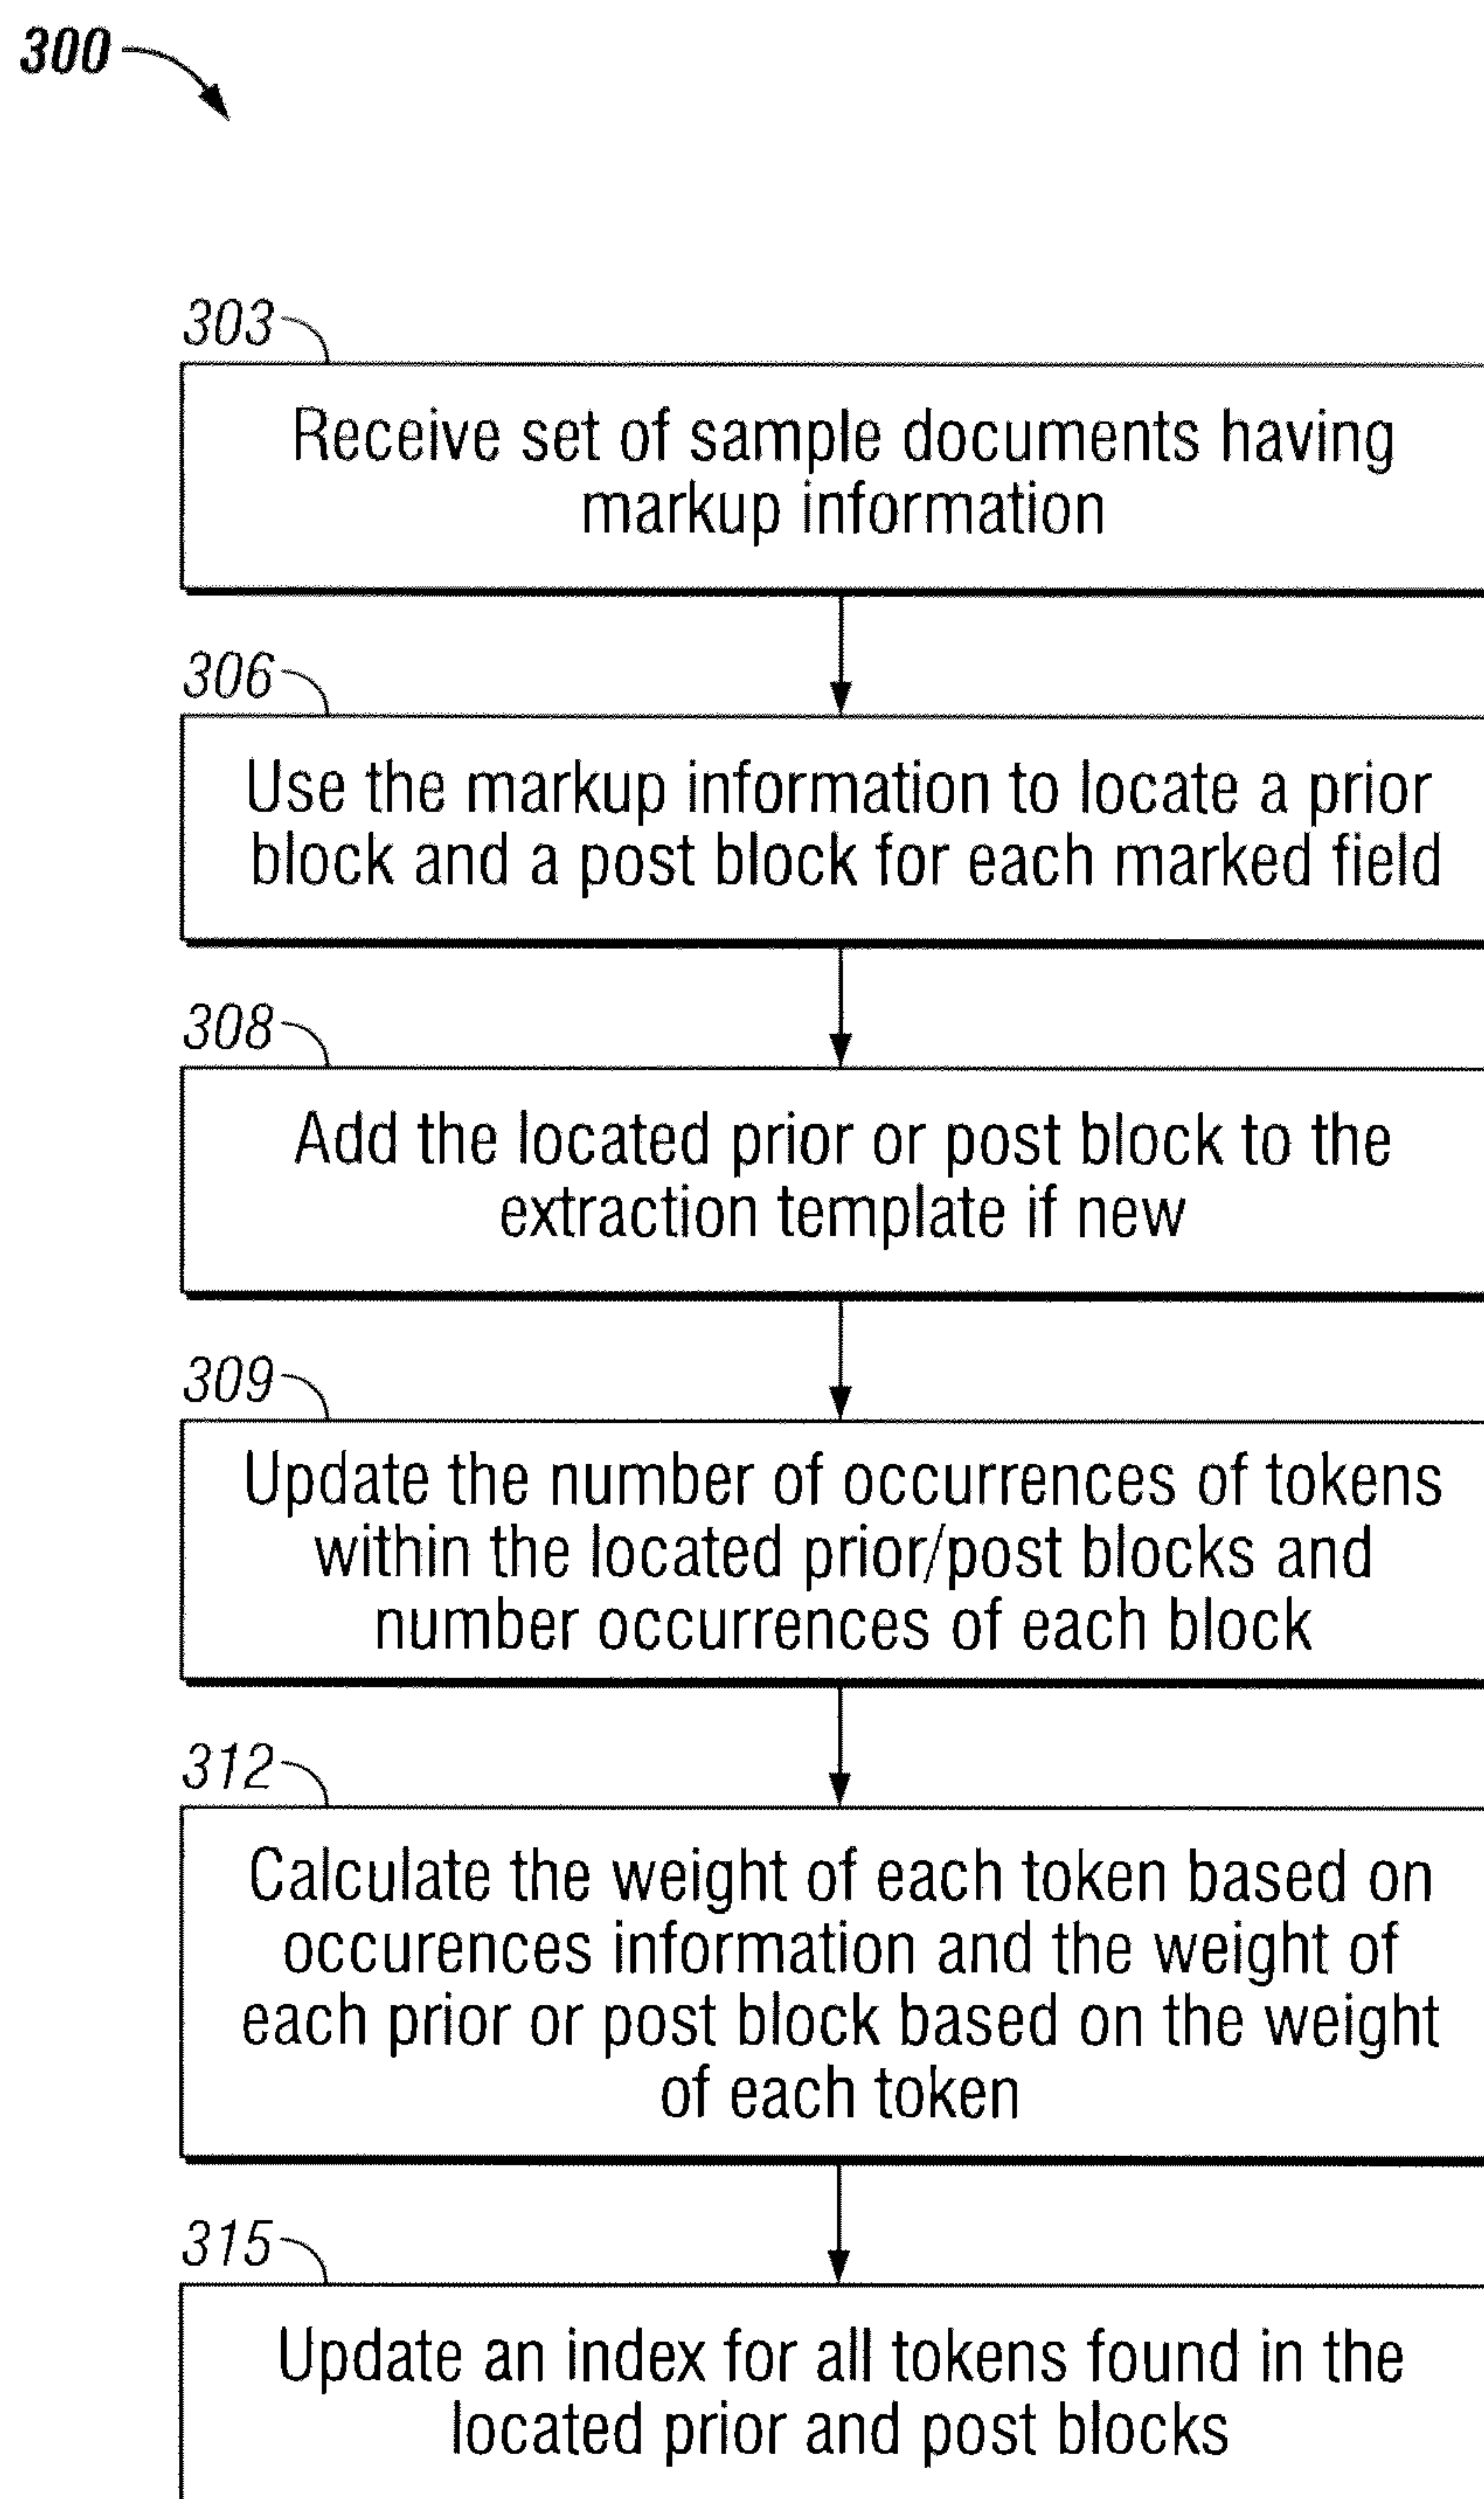 300
303
Receive set of sample documents having
markup information
306
Use the markup information to locate a prior
block and a post block for each marked field
308
Add the located prior or post block to the
extraction template if new
309
Update the number of occurrences of tokens
within the located prior/post blocks and
number occurrences of each block
312
Calculate the weight of each token based on
occurences information and the weight of
each prior or post block based on the weight
of each token
315
Update an index for all tokens found in the
located prior and post blocks